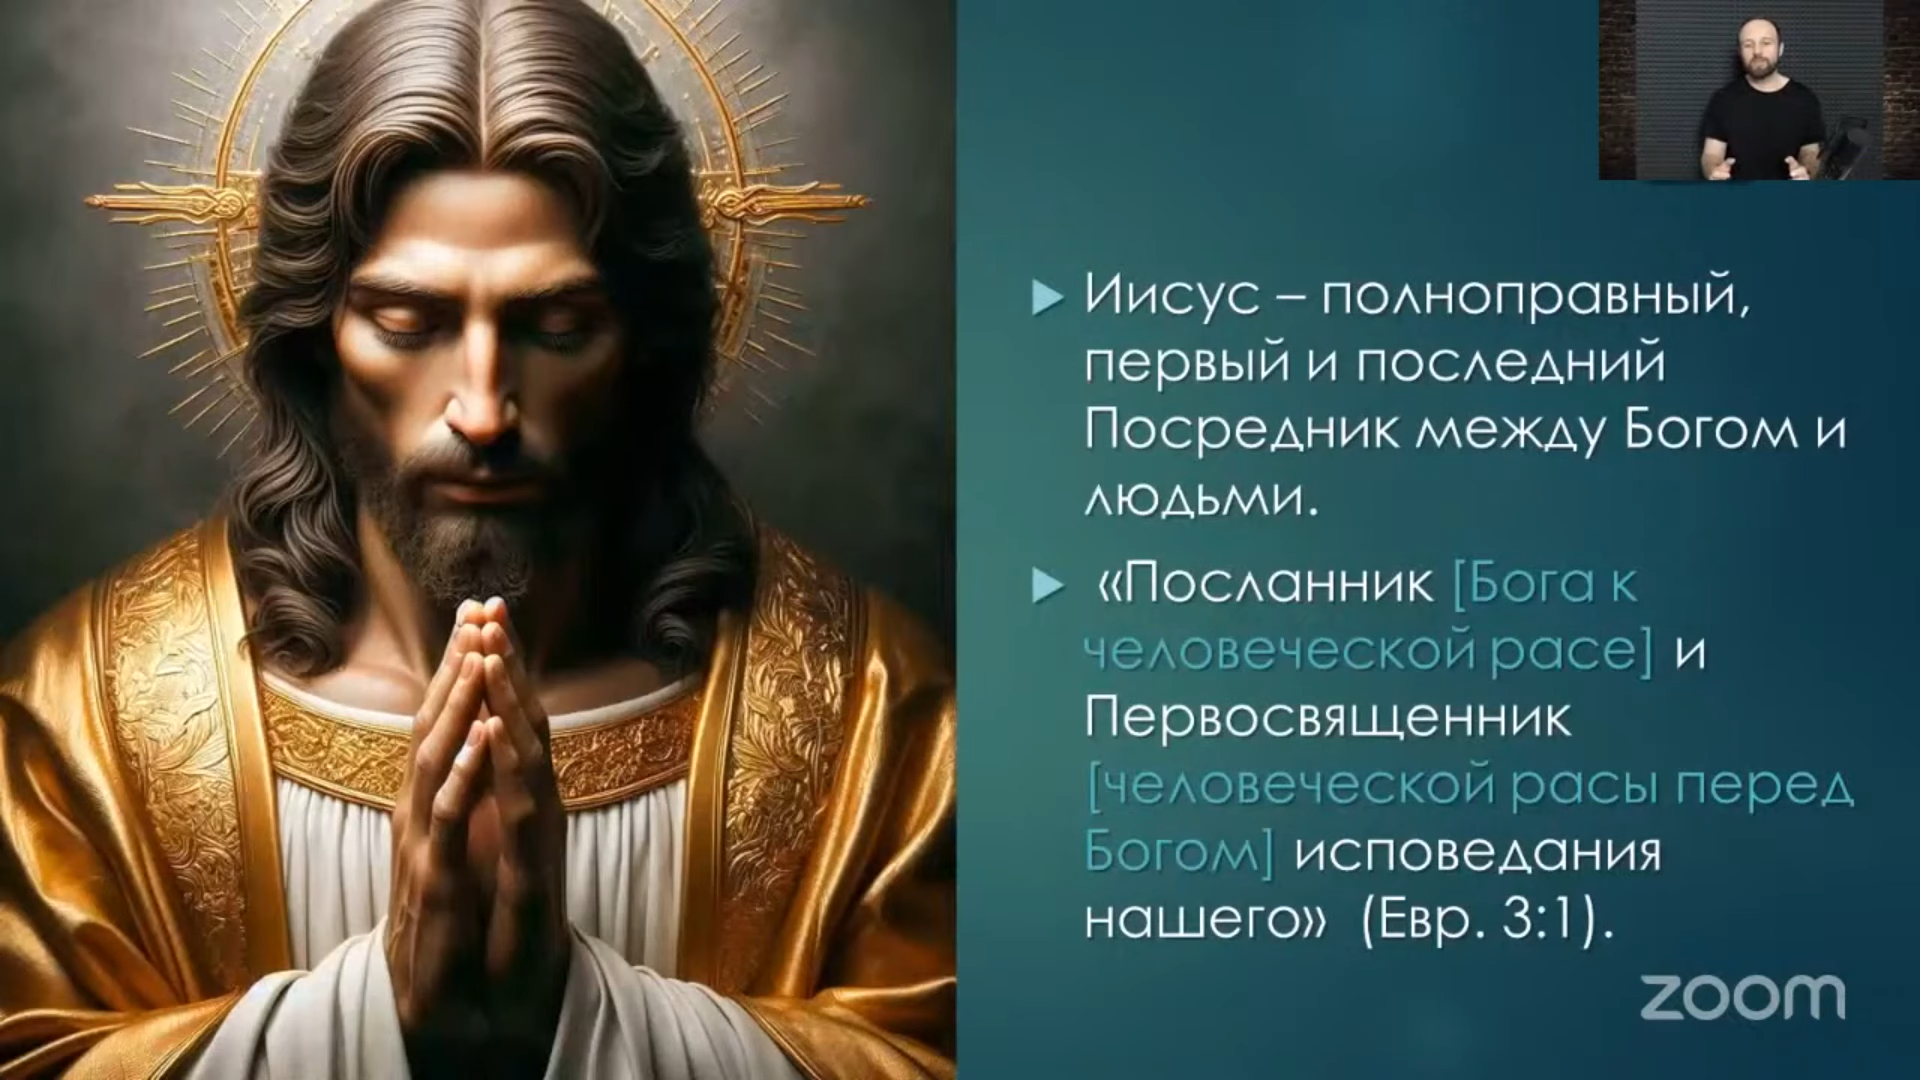 Иисус – полноправный,
первый и последний
Посредник между Богом и
людьми.
«Посланник [Бога к
человеческой расе] и
Первосвященник
[человеческой расы перед
Богом] исповедания
нашего» (Евр. 3:1).
zoom